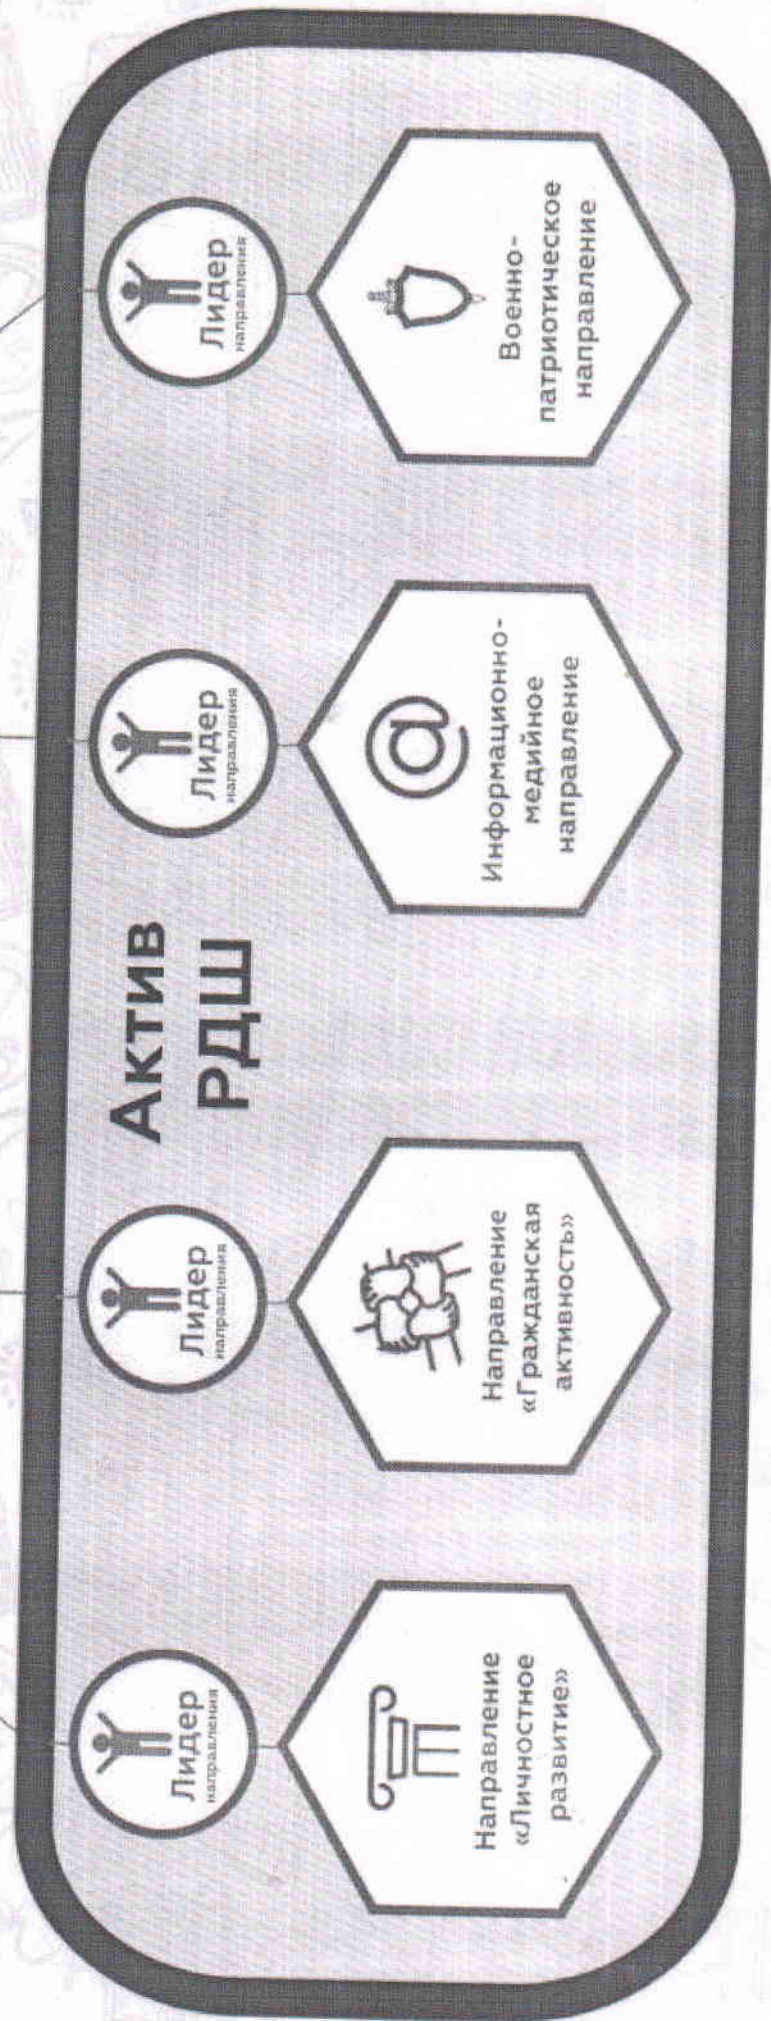 Актив
РДШ
Лидер
направления
Направление
«Личностное
развитие»
Лидер
направления
Направление
«Гражданская
активность»
Лидер
направления
Информационно-
медийное
направление
Лидер
направления
Военно-
патриотическое
направление